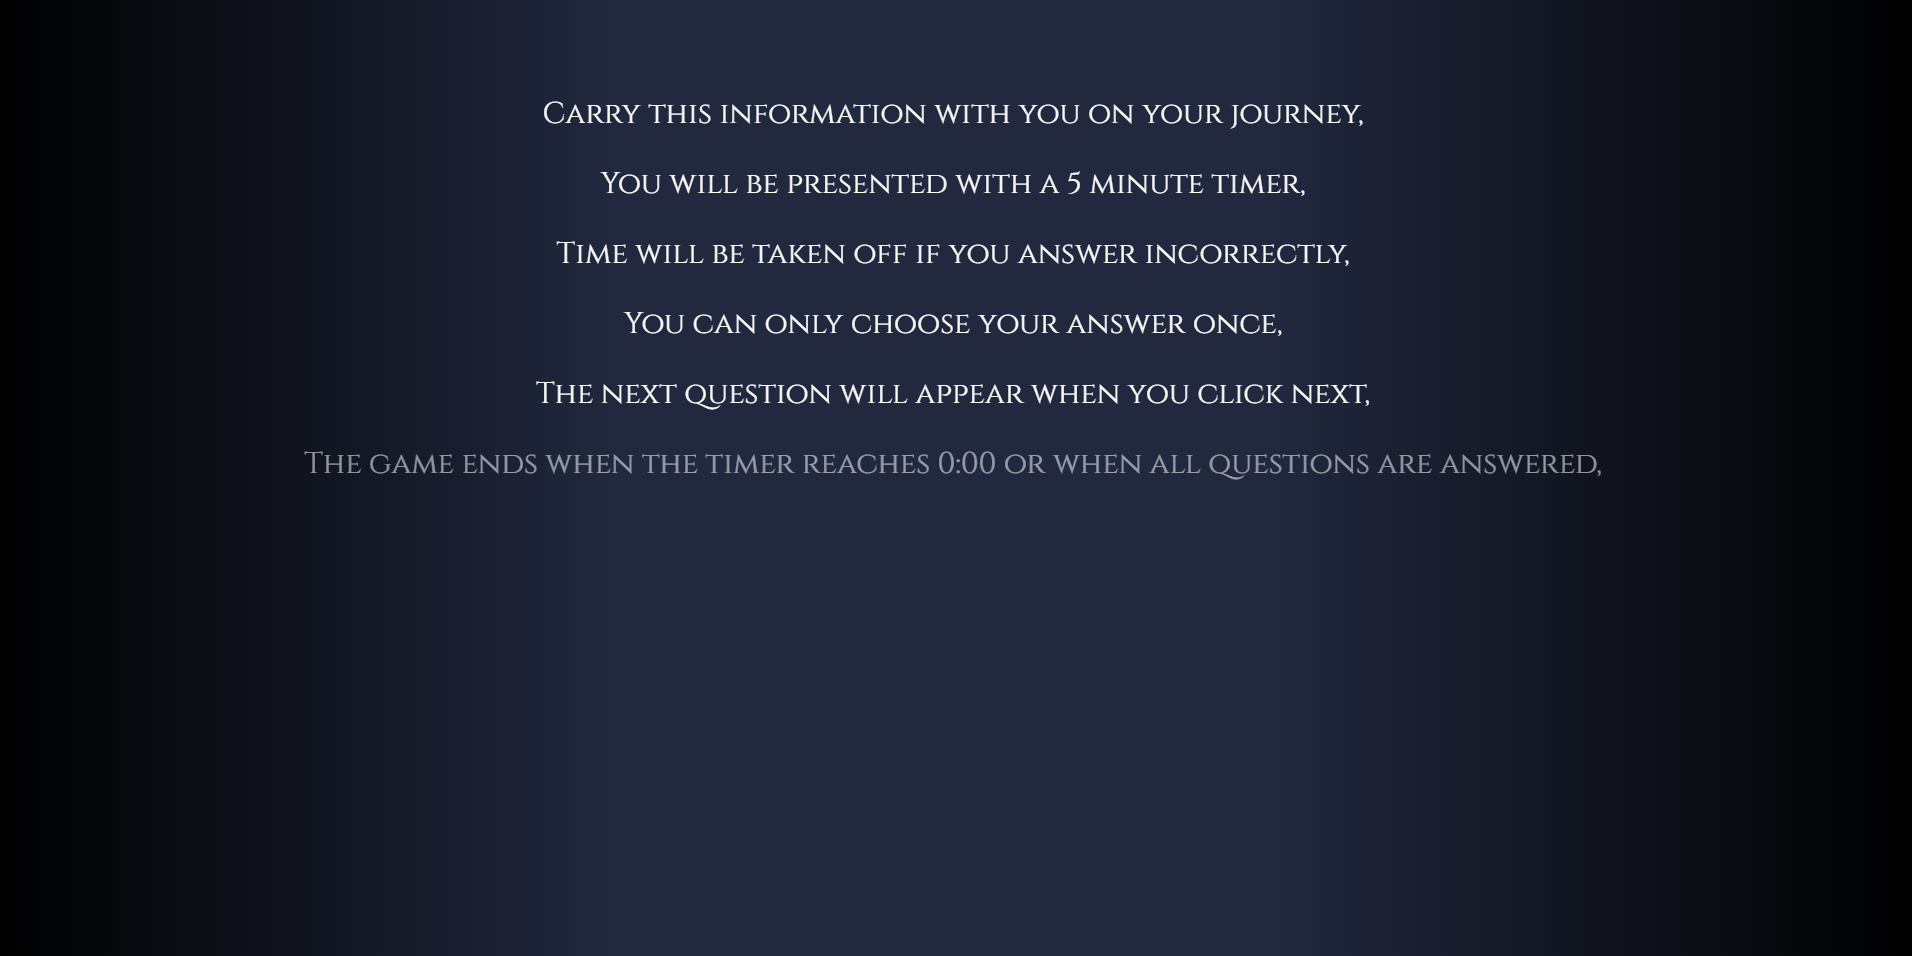 Carry this information with you on your journey,
You will be presented with a 5 minute timer,
Time will be taken off if you answer incorrectly,
You can only choose your answer once,
The next question will appear when you click next,
The game ends when the timer reaches 0:00 or when all questions are answered,